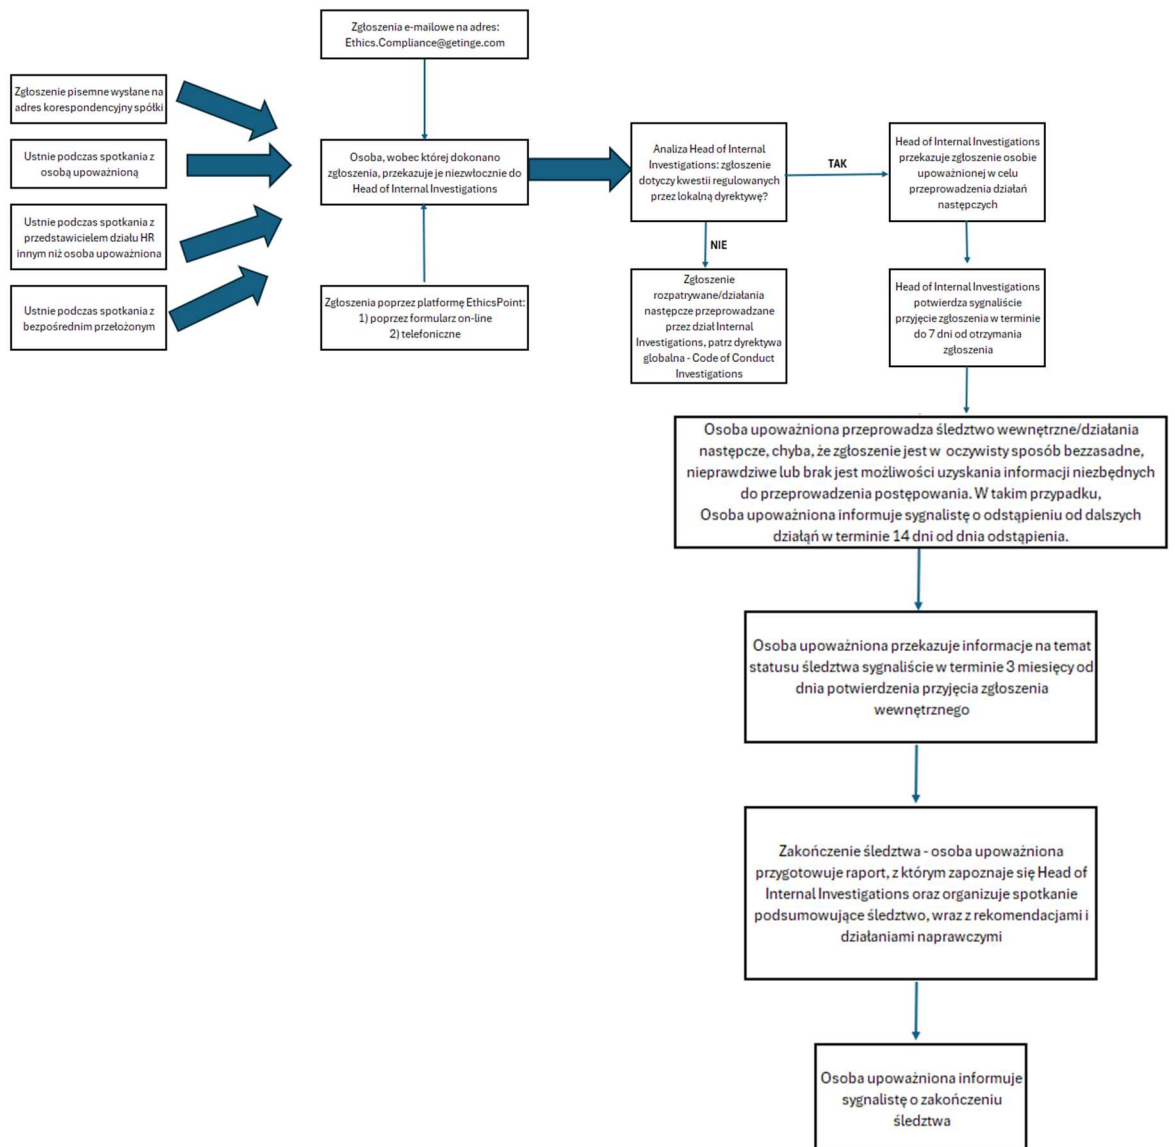 Zgłoszenia e-mailowe na adres:
Ethics.Compliance@getinge.com
Zgłoszenie pisemne wysłane na
adres korespondencyjny spółki
Ustnie podczas spotkania z
osobą upoważnioną
Ustnie podczas spotkania z
przedstawicielem działu HR
innym niż osoba upoważniona
Ustnie podczas spotkania z
bezpośrednim przełożonym
Osoba, wobec której dokonano
zgłoszenia, przekazuje je niezwłocznie do
Head of Internal Investigations
Zgłoszenia poprzez platformę EthicsPoint:
1) poprzez formularz on-line
2) telefoniczne
Analiza Head of Internal
Investigations: zgłoszenie
dotyczy kwestii regulowanych
przez lokalną dyrektywę?
TAK
NIE
Zgłoszenie
rozpatrywane/działania
następcze przeprowadzane
przez dział Internal
Investigations, patrz dyrektywa
globalna - Code of Conduct
Investigations
Head of Internal Investigations
przekazuje zgłoszenie osobie
upoważnionej w celu
przeprowadzenia działań
następczych
Head of Internal Investigations
potwierdza sygnaliście
przyjęcie zgłoszenia w terminie
do 7 dni od otrzymania
zgłoszenia
Osoba upoważniona przeprowadza śledztwo wewnętrzne/działania
następcze, chyba, że zgłoszenie jest w oczywisty sposób bezzasadne,
nieprawdziwe lub brak jest możliwości uzyskania informacji niezbędnych
do przeprowadzenia postępowania. W takim przypadku,
Osoba upoważniona informuje sygnalistę o odstąpieniu od dalszych
działąń w terminie 14 dni od dnia odstąpienia.
Osoba upoważniona przekazuje informacje na temat
statusu śledztwa sygnaliście w terminie 3 miesięcy od
dnia potwierdzenia przyjęcia zgłoszenia
wewnętrznego
Zakończenie śledztwa - osoba upoważniona
przygotowuje raport, z którym zapoznaje się Head of
Internal Investigations oraz organizuje spotkanie
podsumowujące śledztwo, wraz z rekomendacjami i
działaniami naprawczymi
Osoba upoważniona informuje
sygnalistę o zakończeniu
śledztwa